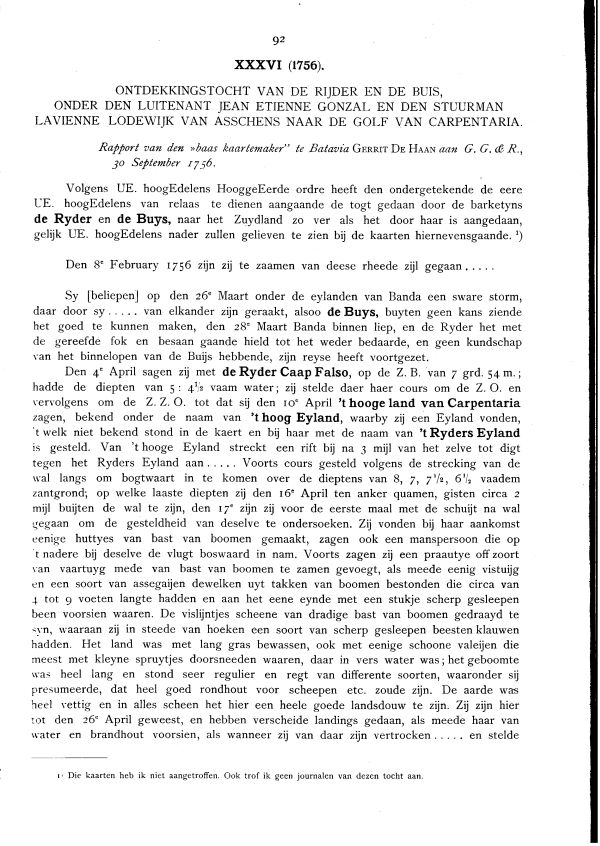 92
XXXVI (1756).
ONTDEKKINGSTOCHT VAN DE RIJDER EN DE BUIS,
ONDER DEN LUITENANT JEAN ETIENNE GONZAL EN DEN STUURMAN
LAVIENNE LODEWIJK VAN ASSCHENS NAAR DE GOLF VAN CARPENTARIA.
Rapport van den »baas kaartemaker” te Batavia GERRIT DE HAAN aan G. G. & R.,
30 September 1756.
Volgens UE. hoogEdelens HooggeEerde ordre heeft den ondergetekende de eere
UE. hoogEdelens van relaas te dienen aangaande de togt gedaan door de barketyns
de Ryder en de Buys, naar het Zuydland zo ver als het door haar is aangedaan,
gelijk UE. hoogEdelens nader zullen gelieven te zien bij de kaarten hiernevensgaande. ¹)
Den 8e February 1756 zijn zij te zaamen van deese rheede zijl gegaan . . . . .
Sy [beliepen] op den 26e Maart onder de eylanden van Banda een sware storm,
daar door sy . . . . . van elkander zijn geraakt, alsoo de Buys, buyten geen kans ziende
het goed te kunnen maken, den 28e Maart Banda binnen liep, en de Ryder het met
de gereefde fok en besaan gaande hield tot het weder bedaarde, en geen kundschap
van het binnelopen van de Buijs hebbende, zijn reyse heeft voortgezet.
Den 4e April sagen zij met de Ryder Caap Falso, op de Z. B. van 7 grd. 54 m.;
hadde de diepten van 5 : 4½ vaam water; zij stelde daer haer cours om de Z. O. en
vervolgens om de Z. Z. O. tot dat sij den 10e April 't hooge land van Carpentaria
zagen, bekend onder de naam van 't hoog Eyland, waarby zij een Eyland vonden,
't welk niet bekend stond in de kaert en bij haar met de naam van 't Ryders Eyland
is gesteld. Van 't hooge Eyland streckt een rift bij na 3 mijl van het zelve tot digt
tegen het Ryders Eyland aan . . . . . Voorts cours gesteld volgens de strecking van de
wal langs om bogtwaart in te komen over de dieptens van 8, 7, 7½, 6½ vaadem
zantgrond; op welke laaste diepten zij den 16e April ten anker quamen, gisten circa 2
mijl buijten de wal te zijn, den 17e zijn zij voor de eerste maal met de schuijt na wal
gegaan om de gesteldheid van deselve te ondersoeken. Zij vonden bij haar aankomst
eenige huttyes van bast van boomen gemaakt, zagen ook een manspersoon die op
't nadere bij deselve de vlugt boswaard in nam. Voorts zagen zij een praautye off zoort
van vaartuyg mede van bast van boomen te zamen gevoegt, als meede eenig vistuijg
en een soort van assegaijen dewelken uyt takken van boomen bestonden die circa van
4 tot 9 voeten langte hadden en aan het eene eynde met een stukje scherp gesleepen
been voorsien waaren. De vislijntjes scheene van dradige bast van boomen gedraayd te
syn, waaraan zij in steede van hoeken een soort van scherp gesleepen beesten klauwen
hadden. Het land was met lang gras bewassen, ook met eenige schoone valeijen die
meest met kleyne spruytjes doorsneeden waaren, daar in vers water was; het geboomte
was heel lang en stond seer regulier en regt van differente soorten, waaronder sij
presumeerde, dat heel goed rondhout voor scheepen etc. zoude zijn. De aarde was
heel vettig en in alles scheen het hier een heele goede landsdouw te zijn. Zij zijn hier
tot den 26e April geweest, en hebben verscheide landings gedaan, als meede haar van
water en brandhout voorsien, als wanneer zij van daar zijn vertrocken . . . . . en stelde
1) Die kaarten heb ik niet aangetroffen. Ook trof ik geen journalen van dezen tocht aan.